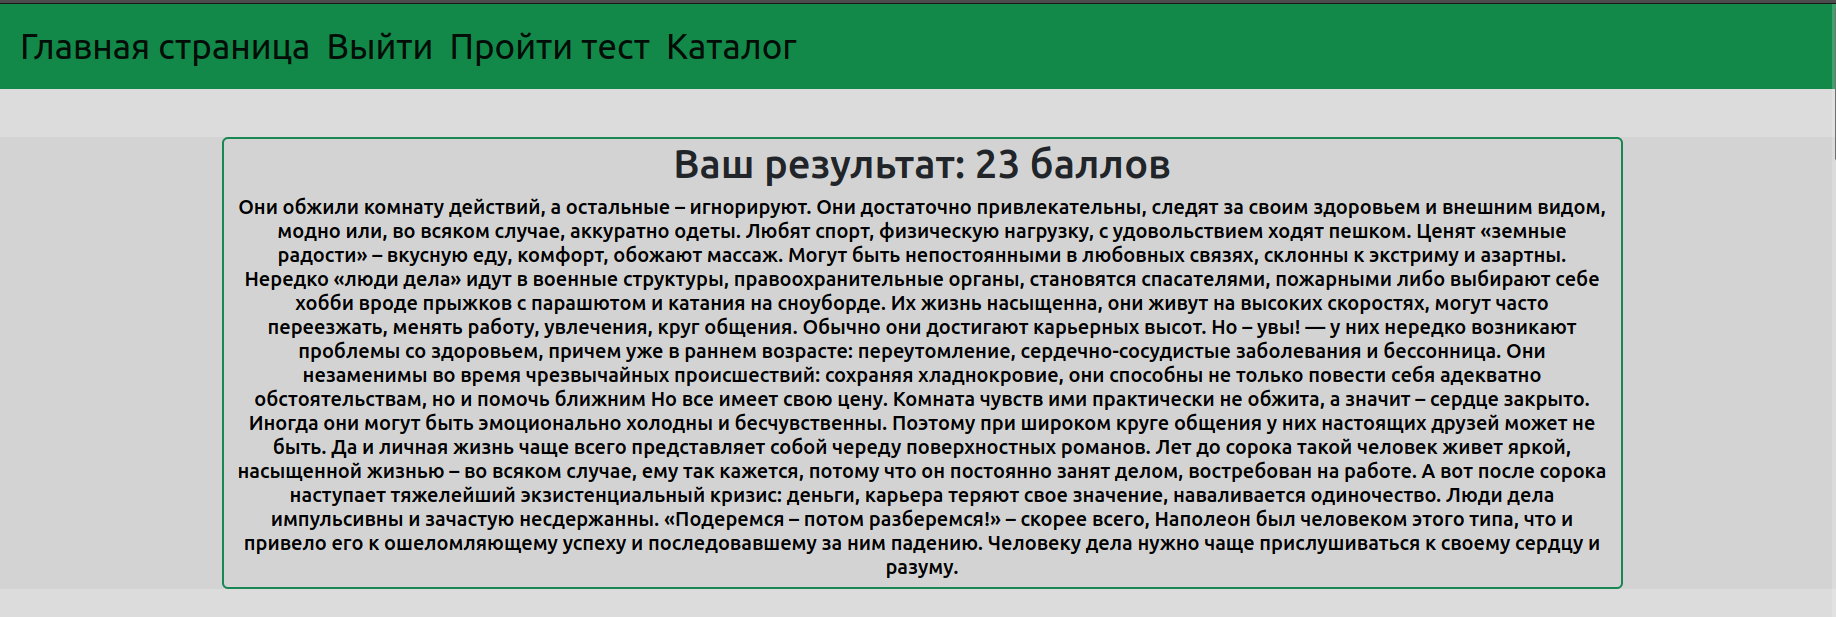 Главная страница Выйти Пройти тест Каталог
Ваш результат: 23 баллов
Они обжили комнату действий, а остальные – игнорируют. Они достаточно привлекательны, следят за своим здоровьем и внешним видом,
модно или, во всяком случае, аккуратно одеты. Любят спорт, физическую нагрузку, с удовольствием ходят пешком. Ценят «земные
радости» – вкусную еду, комфорт, обожают массаж. Могут быть непостоянными в любовных связях, склонны к экстриму и азартны.
Нередко «люди дела» идут в военные структуры, правоохранительные органы, становятся спасателями, пожарными либо выбирают себе
хобби вроде прыжков с парашютом и катания на сноуборде. Их жизнь насыщенна, они живут на высоких скоростях, могут часто
переезжать, менять работу, увлечения, круг общения. Обычно они достигают карьерных высот. Но – увы! — у них нередко возникают
проблемы со здоровьем, причем уже в раннем возрасте: переутомление, сердечно-сосудистые заболевания и бессонница. Они
незаменимы во время чрезвычайных происшествий: сохраняя хладнокровие, они способны не только повести себя адекватно
обстоятельствам, но и помочь ближним Но все имеет свою цену. Комната чувств ими практически не обжита, а значит – сердце закрыто.
Иногда они могут быть эмоционально холодны и бесчувственны. Поэтому при широком круге общения у них настоящих друзей может не
быть. Да и личная жизнь чаще всего представляет собой череду поверхностных романов. Лет до сорока такой человек живет яркой,
насыщенной жизнью – во всяком случае, ему так кажется, потому что он постоянно занят делом, востребован на работе. А вот после сорока
наступает тяжелейший экзистенциальный кризис: деньги, карьера теряют свое значение, наваливается одиночество. Люди дела
импульсивны и зачастую несдержанны. «Подеремся – потом разберемся!» – скорее всего, Наполеон был человеком этого типа, что и
привело его к ошеломляющему успеху и последовавшему за ним падению. Человеку дела нужно чаще прислушиваться к своему сердцу и
разуму.